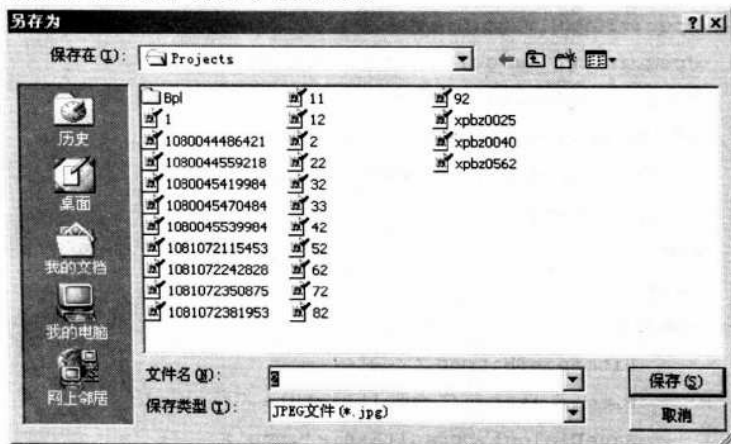 另存为
保存在(I):
Projects
历史
桌面
我的文档
我的电脑
网上邻居
Bpl
1
1080044486421
1080044559218
1080045419984
1080045470484
1080045539984
1081072115453
1081072242828
1081072350875
1081072381953
11
12
2
22
32
33
42
52
62
72
82
92
xpbz0025
xpbz0040
xpbz0562
文件名(N):
保存(S)
保存类型(T):
JPEG文件(*.jpg)
取消